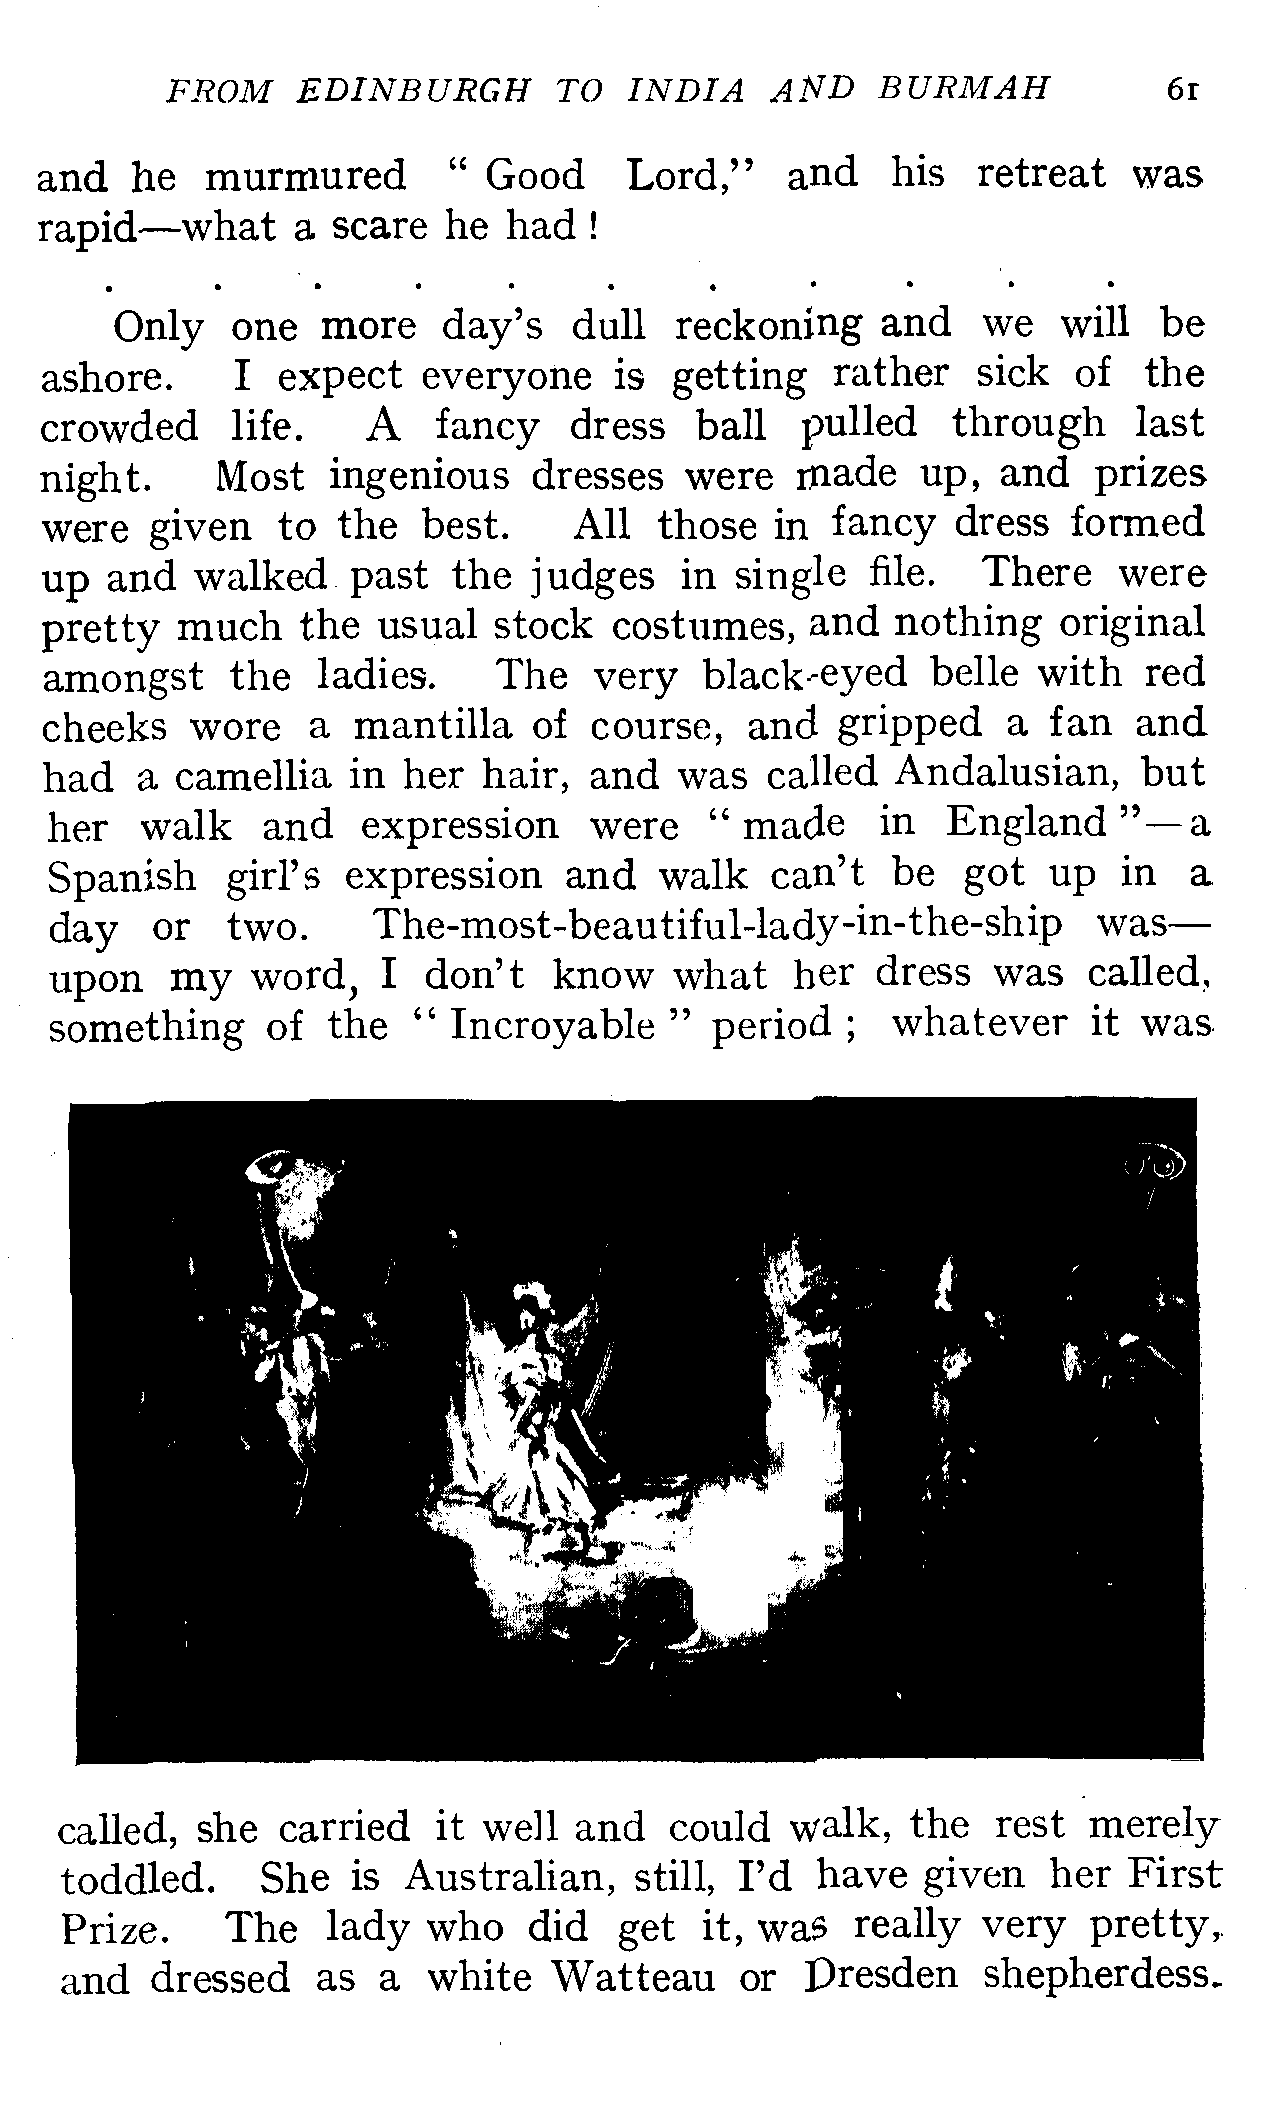 FROM EDINBURGH TO INDIA AND BURMAH 61
and he murmured “ Good Lord,” and his retreat was
rapid—what a scare he had !
. . . . . . . . . . .
Only one more day’s dull reckoning and we will be
ashore. I expect everyone is getting rather sick of the
crowded life. A fancy dress ball pulled through last
night. Most ingenious dresses were made up, and prizes
were given to the best. All those in fancy dress formed
up and walked past the judges in single file. There were
pretty much the usual stock costumes, and nothing original
amongst the ladies. The very black-eyed belle with red
cheeks wore a mantilla of course, and gripped a fan and
had a camellia in her hair, and was called Andalusian, but
her walk and expression were “ made in England ”—a
Spanish girl’s expression and walk can’t be got up in a
day or two. The-most-beautiful-lady-in-the-ship was—
upon my word, I don’t know what her dress was called,
something of the “ Incroyable ” period ; whatever it was
called, she carried it well and could walk, the rest merely
toddled. She is Australian, still, I’d have given her First
Prize. The lady who did get it, was really very pretty,
and dressed as a white Watteau or Dresden shepherdess.